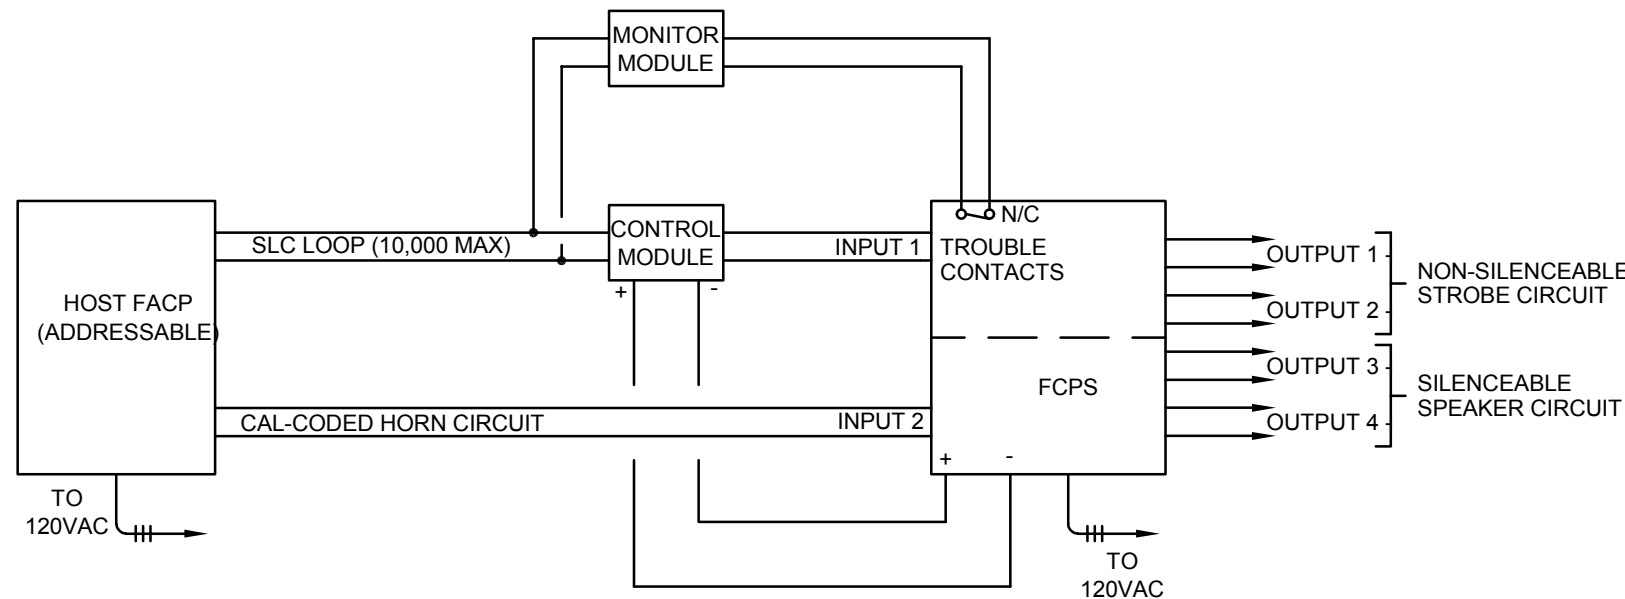 MONITOR
MODULE
N/C
SLC LOOP (10,000 MAX)
CONTROL
MODULE
+
-
INPUT 1
TROUBLE
CONTACTS
OUTPUT 1
OUTPUT 2
NON-SILENCEABLE
STROBE CIRCUIT
HOST FACP
(ADDRESSABLE)
FCPS
OUTPUT 3
OUTPUT 4
SILENCEABLE
SPEAKER CIRCUIT
CAL-CODED HORN CIRCUIT
INPUT 2
+
-
TO
120VAC
TO
120VAC